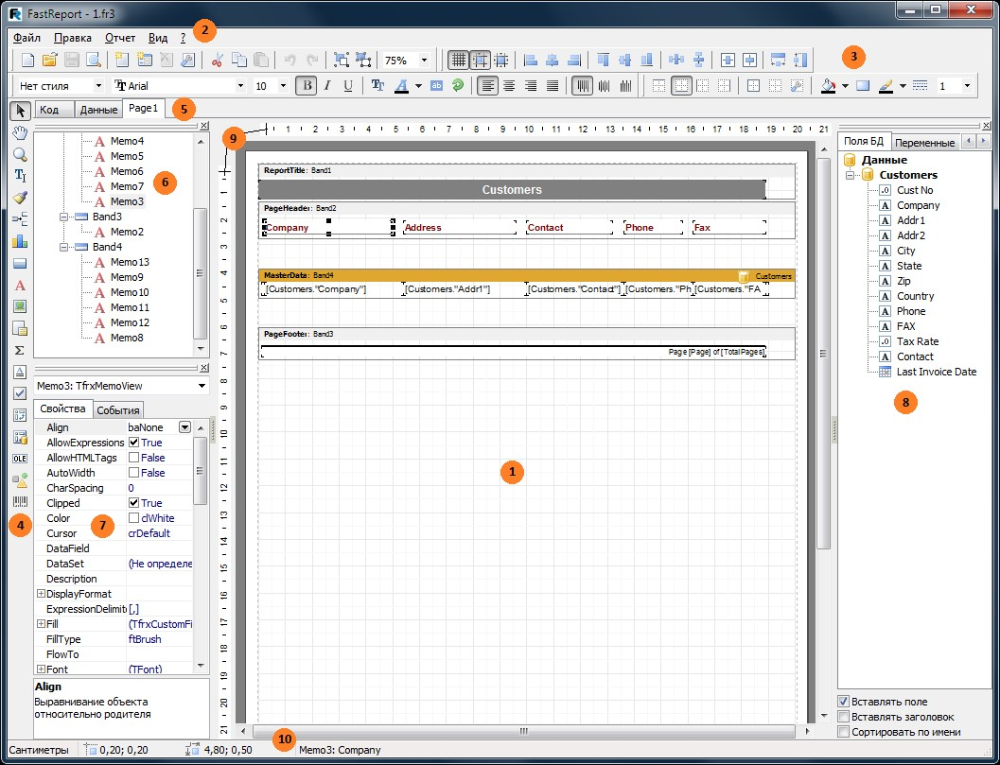 FastReport - 1.fr3
Файл Правка Отчет Вид ?
2
75%
3
Нет стиля
Arial
10
B I U
ab
1
Код Данные Page1
5
9
1 2 3 4 5 6 7 8 9 10 11 12 13 14 15 16 17 18 19 20 21
Memo4
Memo5
Memo6
Memo7
Memo3
Band3
Memo2
Band4
Memo13
Memo9
Memo10
Memo11
Memo12
Memo8
6
OLE
4
Memo3: TfrxMemoView
Свойства События
Align baNone
AllowExpressions True
AllowHTMLTags False
AutoWidth False
CharSpacing 0
Clipped True
Color clWhite
Cursor crDefault
DataField
DataSet (Не определе
Description
DisplayFormat
ExpressionDelimit [,]
Fill (TfrxCustomFi
FillType ftBrush
FlowTo
Font (TFont)
7
Align
Выравнивание объекта
относительно родителя
1 2 3 4 5 6 7 8 9 10 11 12 13 14 15 16 17 18 19 20 21
ReportTitle: Band1
Customers
PageHeader: Band2
Company Address Contact Phone Fax
MasterData: Band4 Customers
[Customers."Company"] [Customers."Addr1"] [Customers."Contact"] [Customers."Ph [Customers."FA
PageFooter: Band3
Page [Page] of [TotalPages]
1
Поля БД Переменные
Данные
Customers
Cust No
Company
Addr1
Addr2
City
State
Zip
Country
Phone
FAX
Tax Rate
Contact
Last Invoice Date
8
Вставлять поле
Вставлять заголовок
Сортировать по имени
Сантиметры 0,20; 0,20 4,80; 0,50 10 Memo3: Company